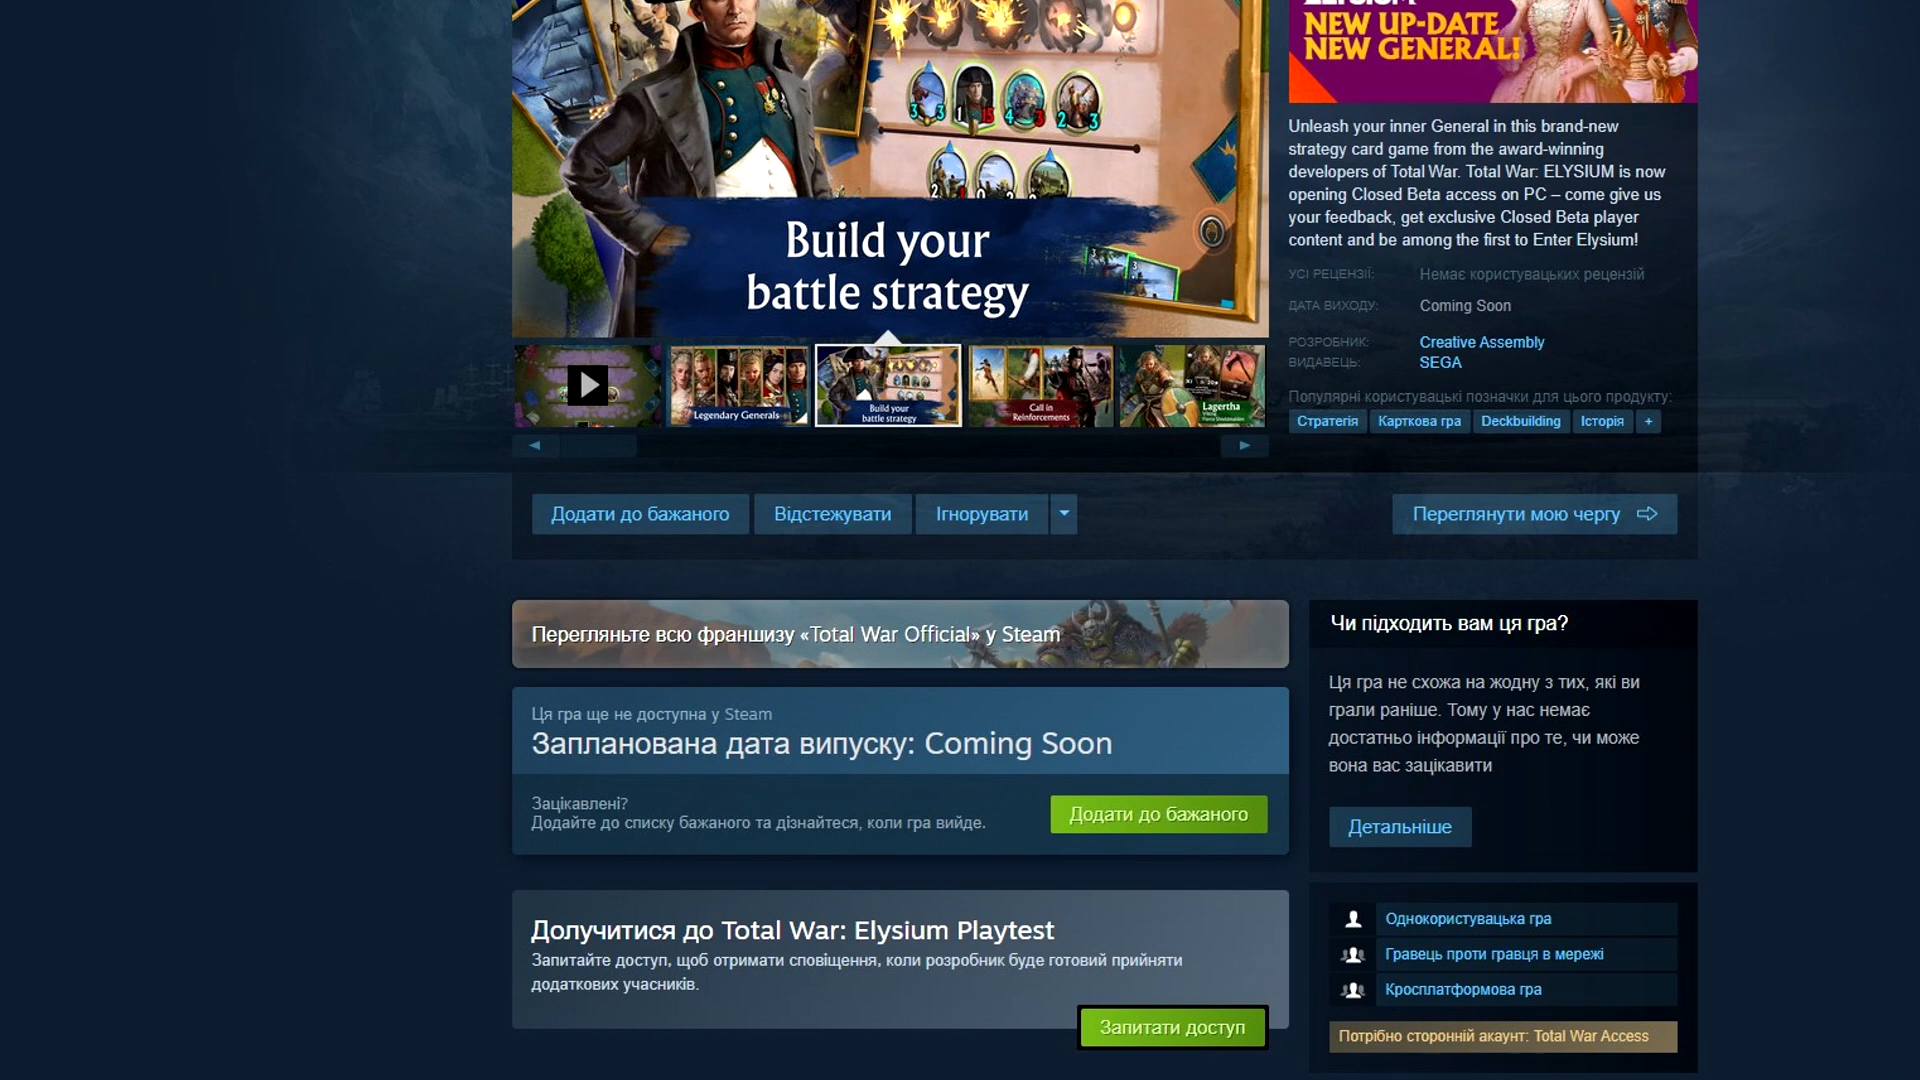 NEW UP-DATE
NEW GENERAL!
3 3 1 15 4 3 2 3
Build your
battle strategy
Unleash your inner General in this brand-new
strategy card game from the award-winning
developers of Total War. Total War: ELYSIUM is now
opening Closed Beta access on PC – come give us
your feedback, get exclusive Closed Beta player
content and be among the first to Enter Elysium!
УСІ РЕЦЕНЗІЇ: Немає користувацьких рецензій
ДАТА ВИХОДУ: Coming Soon
РОЗРОБНИК: Creative Assembly
ВИДАВЕЦЬ: SEGA
Популярні користувацькі позначки для цього продукту:
Стратегія Карткова гра Deckbuilding Історія +
Legendary Generals
Build your
battle strategy
Call in
Reinforcements
Lagertha
Додати до бажаного Відстежувати Ігнорувати Переглянути мою чергу
Перегляньте всю франшизу «Total War Official» у Steam
Ця гра ще не доступна у Steam
Запланована дата випуску: Coming Soon
Зацікавлені?
Додайте до списку бажаного та дізнайтеся, коли гра вийде.
Додати до бажаного
Долучитися до Total War: Elysium Playtest
Запитайте доступ, щоб отримати сповіщення, коли розробник буде готовий прийняти
додаткових учасників.
Запитати доступ
Чи підходить вам ця гра?
Ця гра не схожа на жодну з тих, які ви
грали раніше. Тому у нас немає
достатньо інформації про те, чи може
вона вас зацікавити
Детальніше
Однокористувацька гра
Гравець проти гравця в мережі
Кросплатформова гра
Потрібно сторонній акаунт: Total War Access